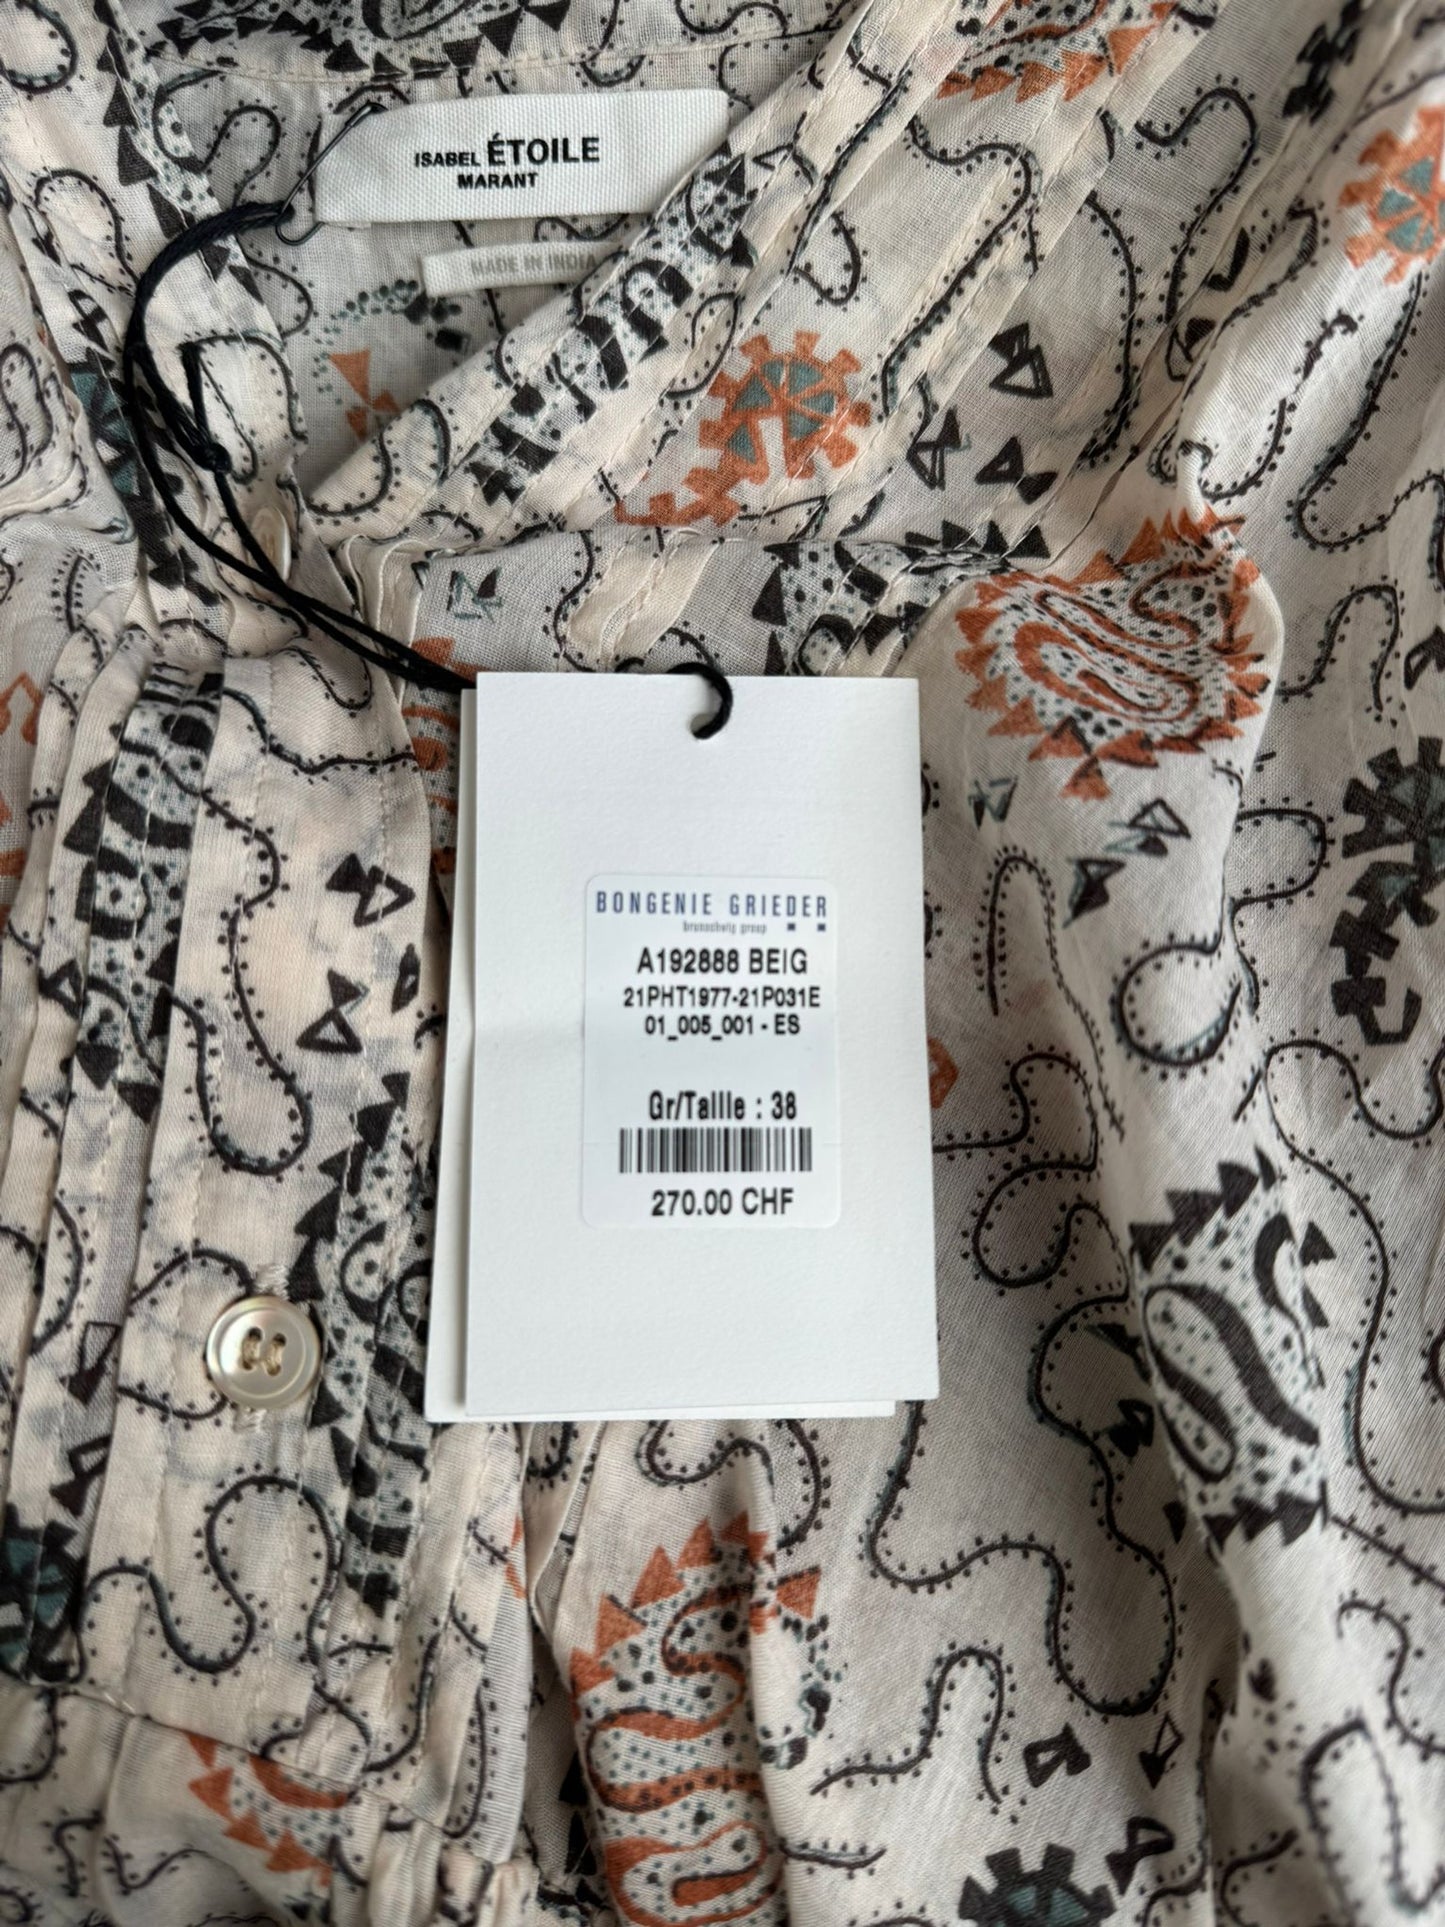 ISABEL ÉTOILE
MARANT
MADE IN INDIA
BONGENIE GRIEDER
brunschwig group
A192888 BEIG
21PHT1977-21P031E
01_005_001 - ES
Gr/Taille : 38
270.00 CHF